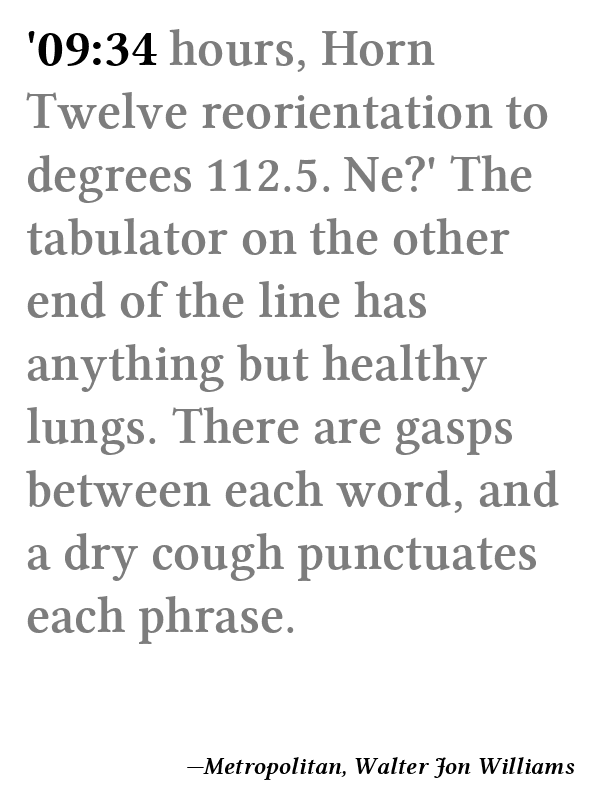 '09:34 hours, Horn
Twelve reorientation to
degrees 112.5. Ne?' The
tabulator on the other
end of the line has
anything but healthy
lungs. There are gasps
between each word, and
a dry cough punctuates
each phrase.
—Metropolitan, Walter Jon Williams